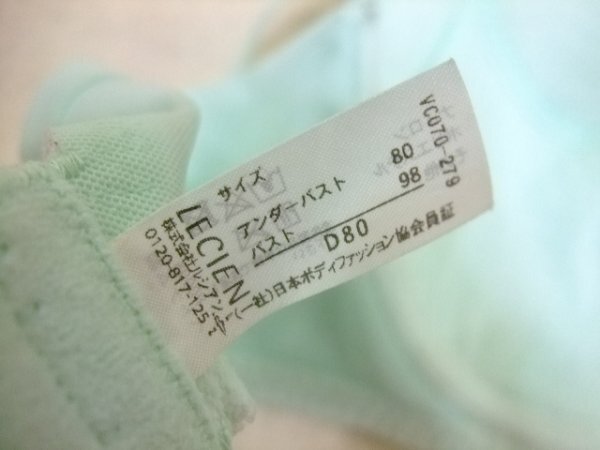 VC070-279
サイズ
アンダーバスト 80
バスト 98
D80
LECIEN
(社)日本ボディファッション協会会員証
株式会社ルシアン
0120-817-125